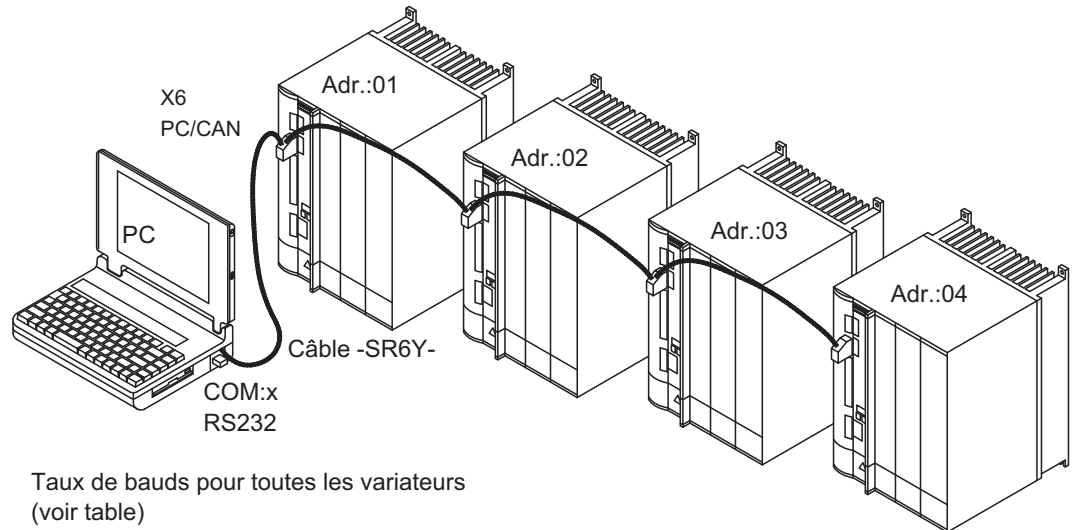 Adr.:01
X6
PC/CAN
Adr.:02
Adr.:03
PC
Adr.:04
Câble -SR6Y-
COM:x
RS232
Taux de bauds pour toutes les variateurs
(voir table)